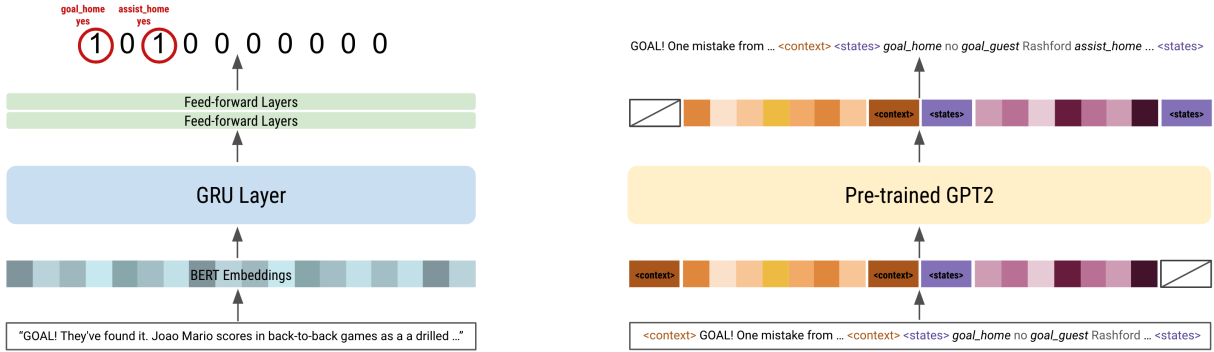 goal_home assist_home
yes yes
1 0 1 0 0 0 0 0 0 0
Feed-forward Layers
Feed-forward Layers
GRU Layer
BERT Embeddings
“GOAL! They've found it. Joao Mario scores in back-to-back games as a a drilled ...”
GOAL! One mistake from ... <context> <states> goal_home no goal_guest Rashford assist_home ... <states>
<context> <states> <states>
Pre-trained GPT2
<context> <context> <states>
<context> GOAL! One mistake from ... <context> <states> goal_home no goal_guest Rashford ... <states>